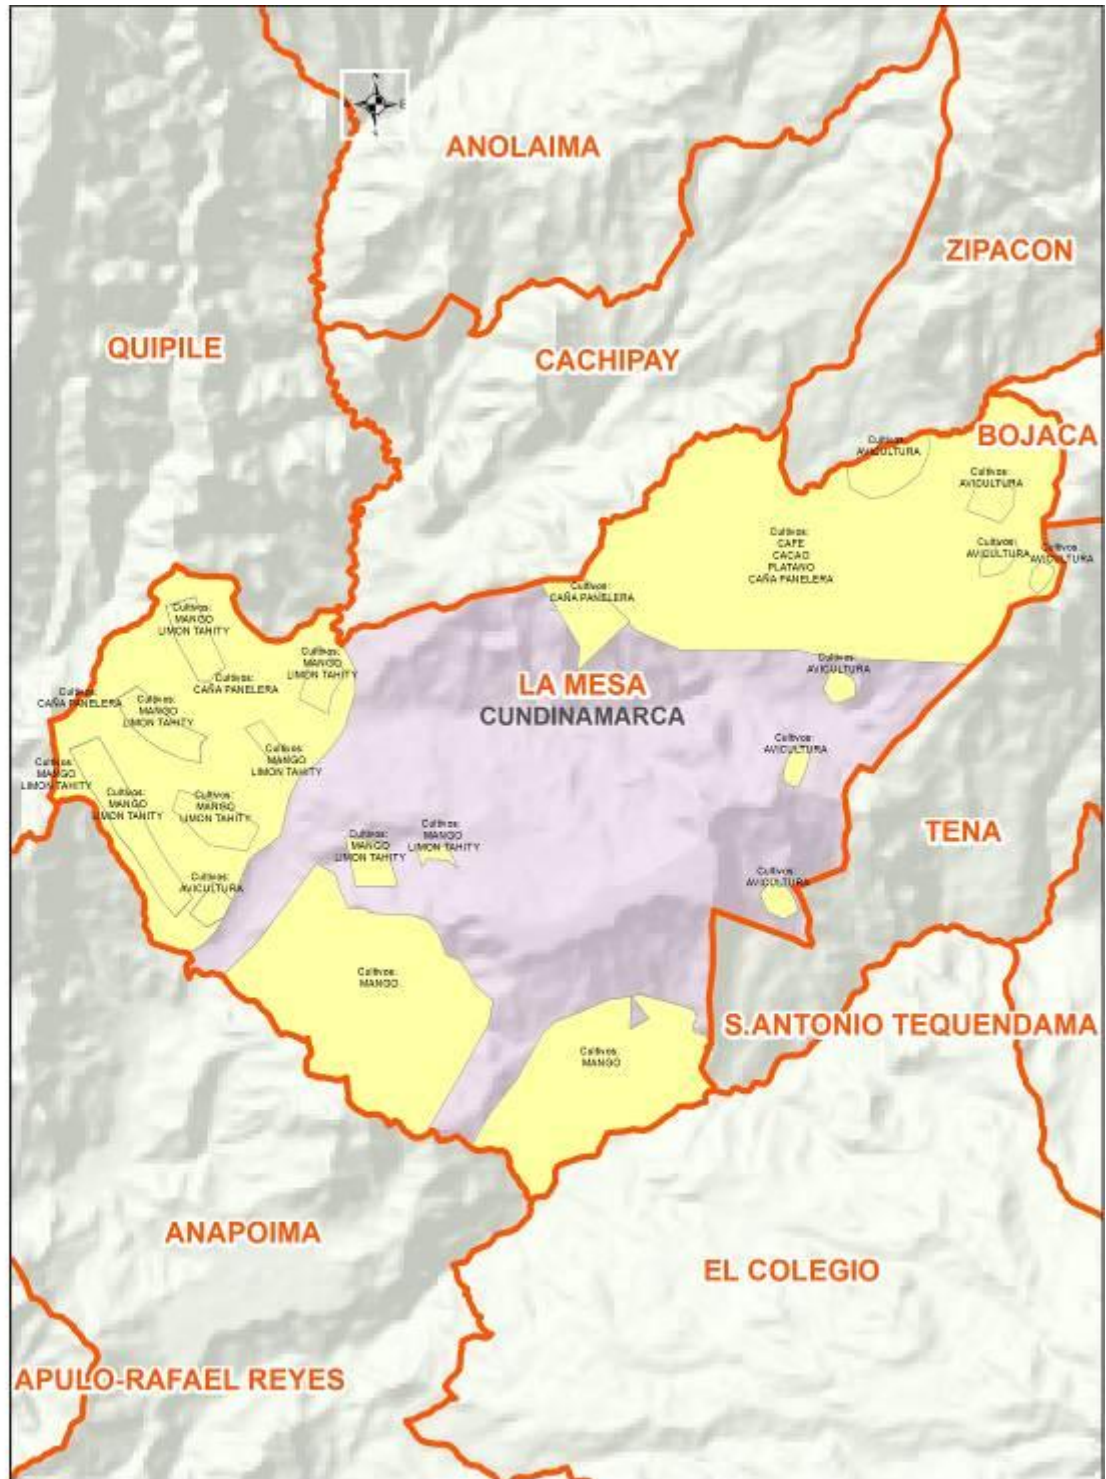 ANOLAIMA
ZIPACON
QUIPILE
CACHIPAY
BOJACA
Cultivos:
AVICULTURA
Cultivos:
AVICULTURA
Cultivos:
CAFE
CACAO
PLATANO
CAÑA PANELERA
Cultivos:
AVICULTURA
Cultivos:
AVICULTURA
Cultivos:
CAÑA PANELERA
Cultivos:
MANGO
LIMON TAHITY
Cultivos:
MANGO
LIMON TAHITY
Cultivos:
CAÑA PANELERA
Cultivos:
CAÑA PANELERA
Cultivos:
MANGO
LIMON TAHITY
Cultivos:
AVICULTURA
LA MESA
CUNDINAMARCA
Cultivos:
AVICULTURA
Cultivos:
MANGO
LIMON TAHITY
Cultivos:
MANGO
LIMON TAHITY
Cultivos:
MANGO
LIMON TAHITY
Cultivos:
MANGO
LIMON TAHITY
Cultivos:
MANGO
LIMON TAHITY
Cultivos:
MANGO
LIMON TAHITY
TENA
Cultivos:
AVICULTURA
Cultivos:
AVICULTURA
Cultivos:
MANGO
S.ANTONIO TEQUENDAMA
Cultivos:
MANGO
ANAPOIMA
EL COLEGIO
APULO-RAFAEL REYES